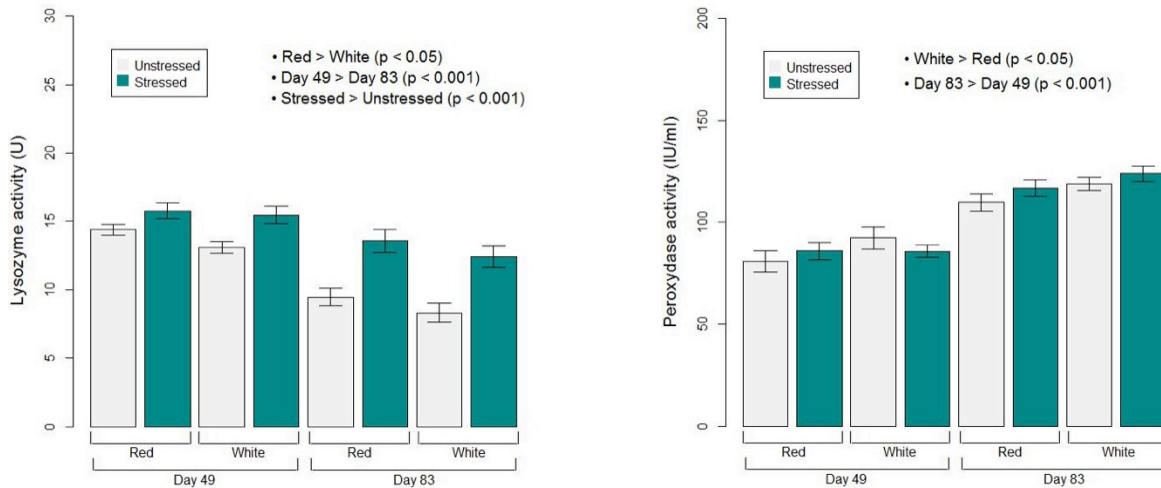 30
25
20
15
10
5
0
Lysozyme activity (U)
Unstressed
Stressed
• Red > White (p < 0.05)
• Day 49 > Day 83 (p < 0.001)
• Stressed > Unstressed (p < 0.001)
Red
White
Red
White
Day 49
Day 83
200
150
100
50
0
Peroxydase activity (IU/ml)
Unstressed
Stressed
• White > Red (p < 0.05)
• Day 83 > Day 49 (p < 0.001)
Red
White
Red
White
Day 49
Day 83